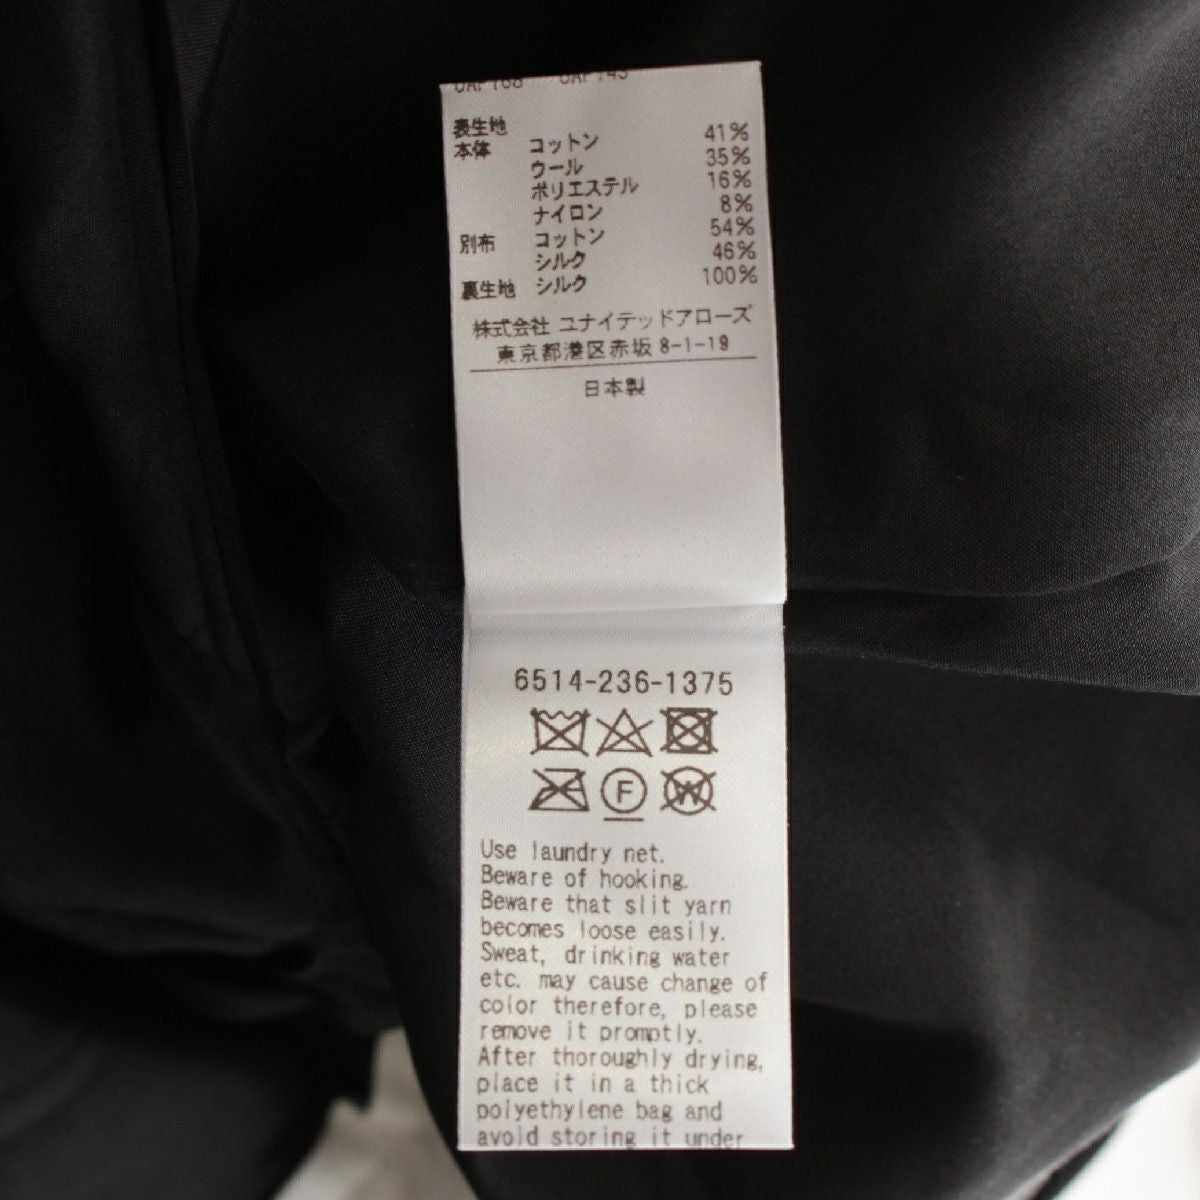 表生地
本体 コットン 41%
ウール 35%
ポリエステル 16%
ナイロン 8%
別布 コットン 54%
シルク 46%
裏生地 シルク 100%
株式会社 ユナイテッドアローズ
東京都港区赤坂 8-1-19
日本製
6514-236-1375
F
W
Use laundry net.
Beware of hooking.
Beware that slit yarn
becomes loose easily.
Sweat, drinking water
etc. may cause change of
color therefore, please
remove it promptly.
After thoroughly drying,
place it in a thick
polyethylene bag and
avoid storing it under